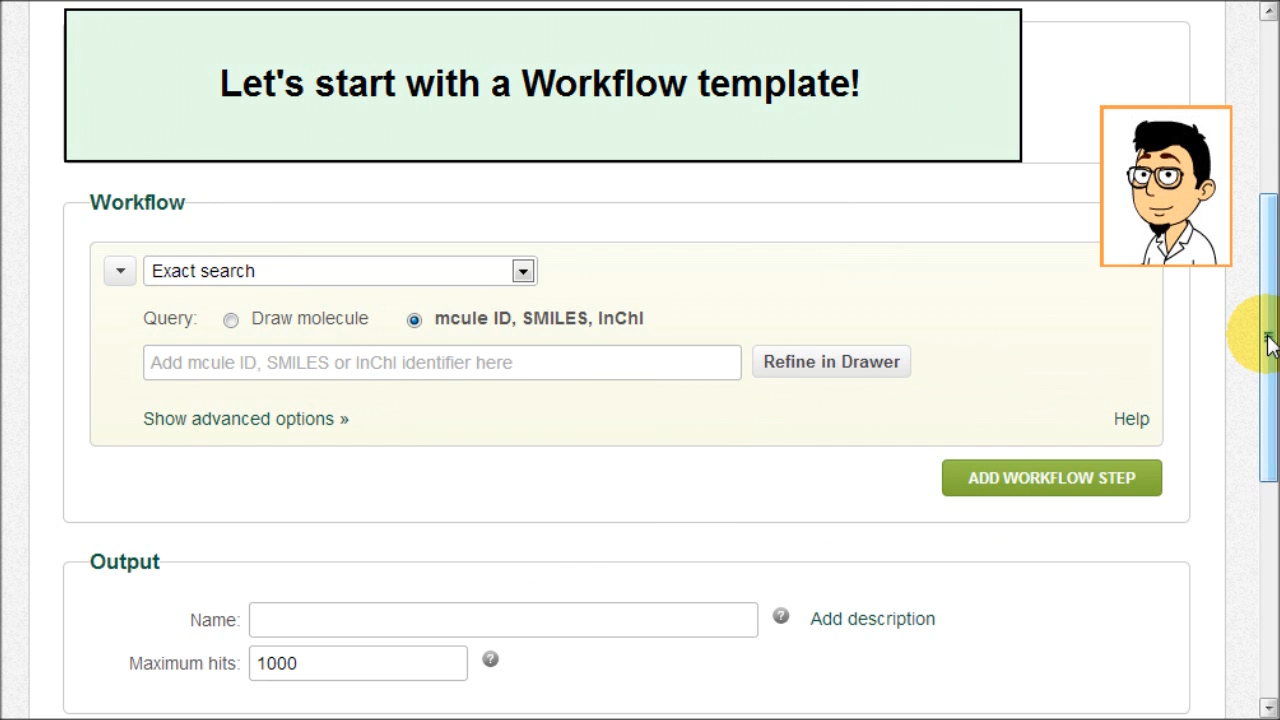 Let's start with a Workflow template!
Workflow
Exact search
Query: Draw molecule mcule ID, SMILES, InChI
Add mcule ID, SMILES or InChI identifier here Refine in Drawer
Show advanced options » Help
ADD WORKFLOW STEP
Output
Name: ? Add description
Maximum hits: 1000 ?